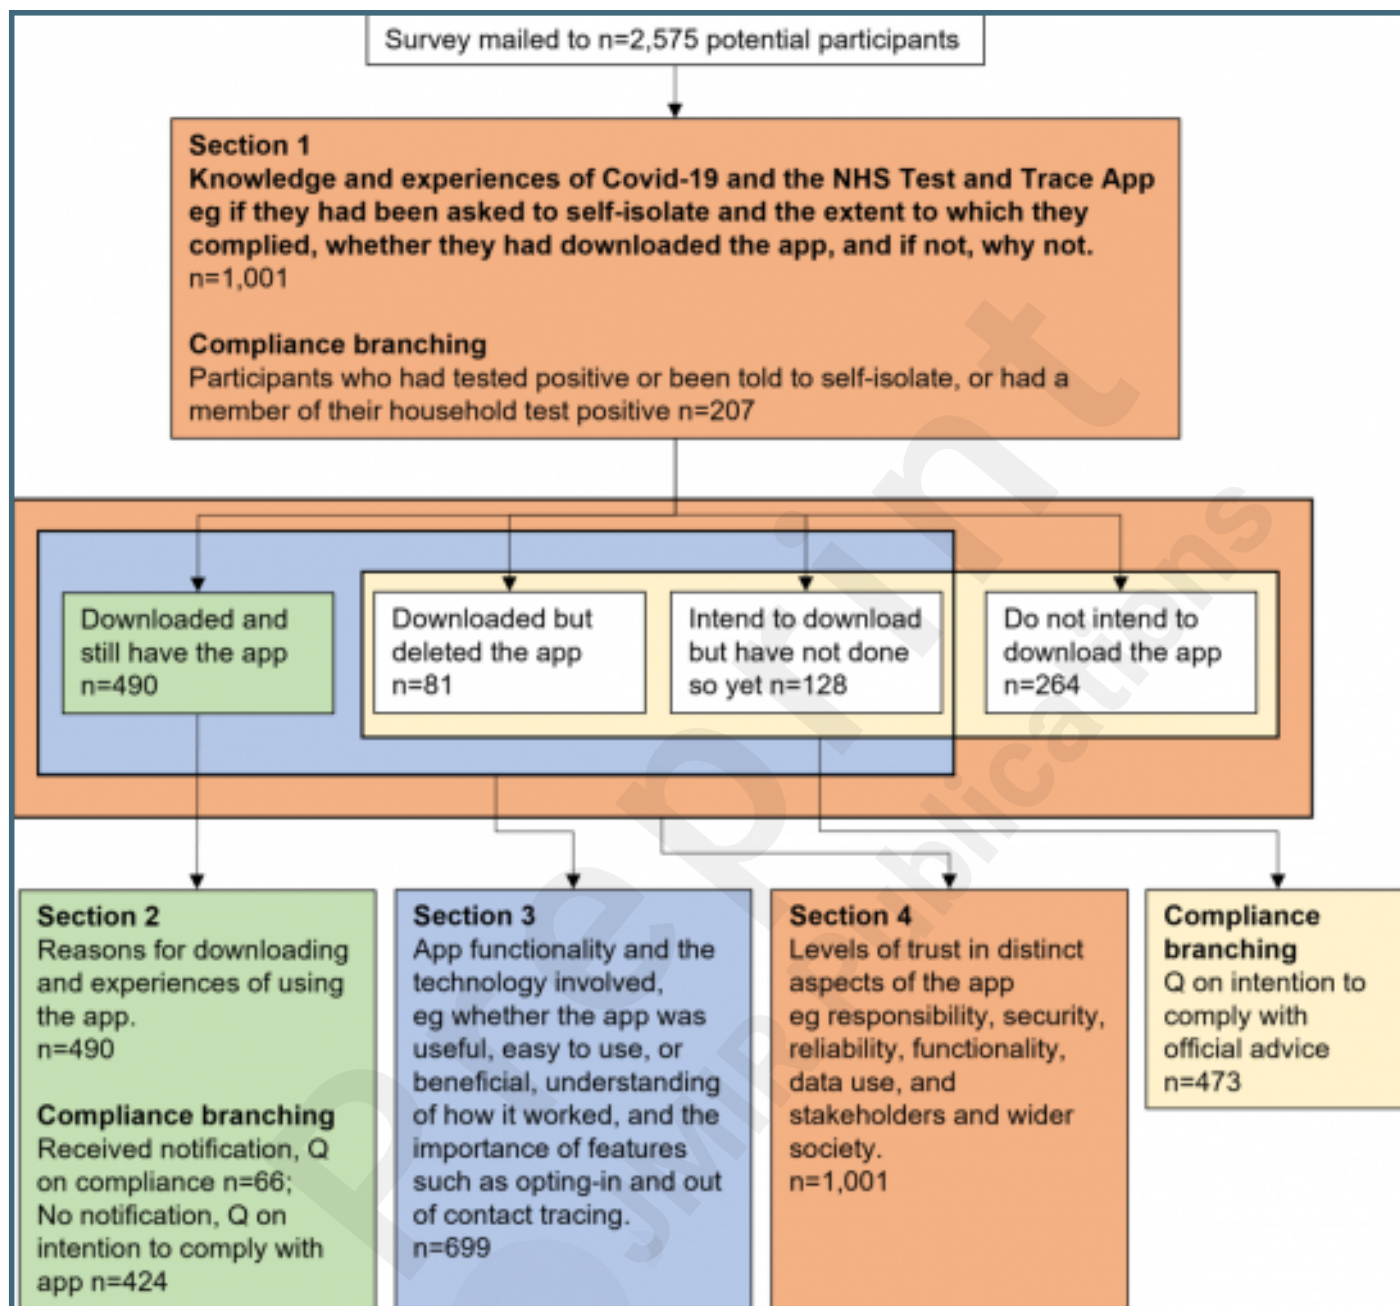 Survey mailed to n=2,575 potential participants
Section 1
Knowledge and experiences of Covid-19 and the NHS Test and Trace App
eg if they had been asked to self-isolate and the extent to which they
complied, whether they had downloaded the app, and if not, why not.
n=1,001
Compliance branching
Participants who had tested positive or been told to self-isolate, or had a
member of their household test positive n=207
Downloaded and
still have the app
n=490
Downloaded but
deleted the app
n=81
Intend to download
but have not done
so yet n=128
Do not intend to
download the app
n=264
Section 2
Reasons for downloading
and experiences of using
the app.
n=490
Compliance branching
Received notification, Q
on compliance n=66;
No notification, Q on
intention to comply with
app n=424
Section 3
App functionality and the
technology involved,
eg whether the app was
useful, easy to use, or
beneficial, understanding
of how it worked, and the
importance of features
such as opting-in and out
of contact tracing.
n=699
Section 4
Levels of trust in distinct
aspects of the app
eg responsibility, security,
reliability, functionality,
data use, and
stakeholders and wider
society.
n=1,001
Compliance
branching
Q on intention to
comply with
official advice
n=473
Preprint
JMIR Publications